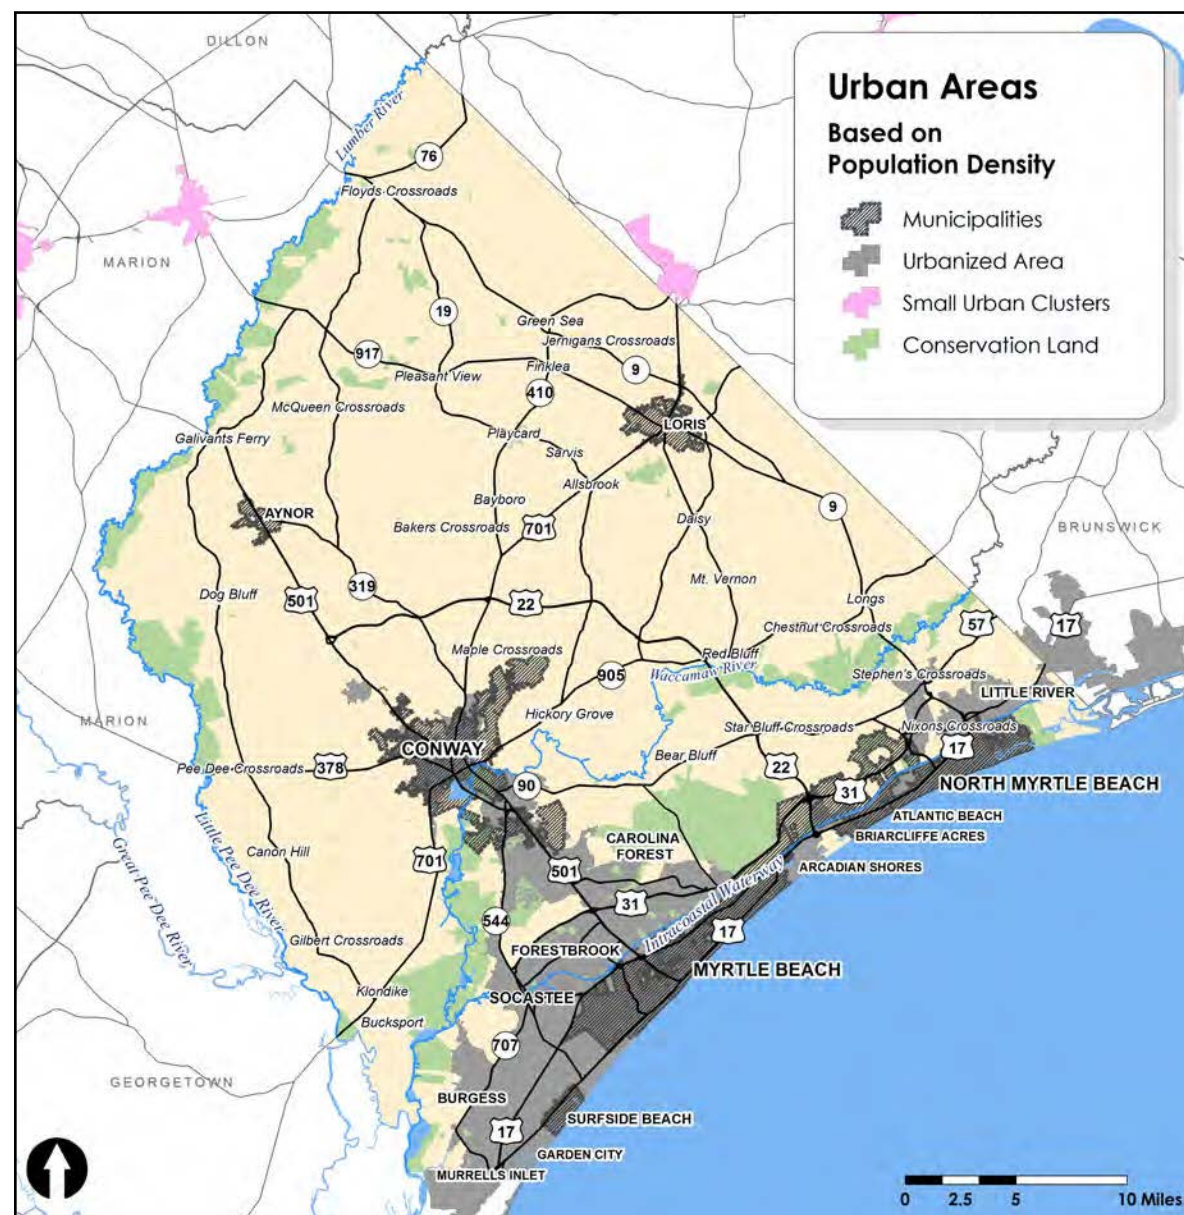 DILLON
Urban Areas
Based on
Population Density
Municipalities
Urbanized Area
Small Urban Clusters
Conservation Land
Lumber River
76
Floyds Crossroads
MARION
19
Green Sea
917
Jernigans Crossroads
Pleasant View
Finklea
9
410
McQueen Crossroads
LORIS
Galivants Ferry
Playcard
Sarvis
Allsbrook
Bayboro
9
AYNOR
Bakers Crossroads
701
Daisy
BRUNSWICK
319
Mt. Vernon
Dog Bluff
501
22
Longs
57
17
Chestnut Crossroads
Maple Crossroads
Red Bluff
905
Waccamaw River
Stephen's Crossroads
LITTLE RIVER
MARION
Hickory Grove
Star Bluff Crossroads
Nixons Crossroads
CONWAY
17
Bear Bluff
Pee Dee Crossroads
378
22
90
31
NORTH MYRTLE BEACH
ATLANTIC BEACH
BRIARCLIFFE ACRES
CAROLINA
FOREST
Little Pee Dee River
Great Pee Dee River
Canon Hill
701
501
ARCADIAN SHORES
31
Intracoastal Waterway
544
17
Gilbert Crossroads
FORESTBROOK
MYRTLE BEACH
Klondike
SOCASTEE
Bucksport
707
GEORGETOWN
BURGESS
SURFSIDE BEACH
17
GARDEN CITY
MURRELLS INLET
0 2.5 5 10 Miles